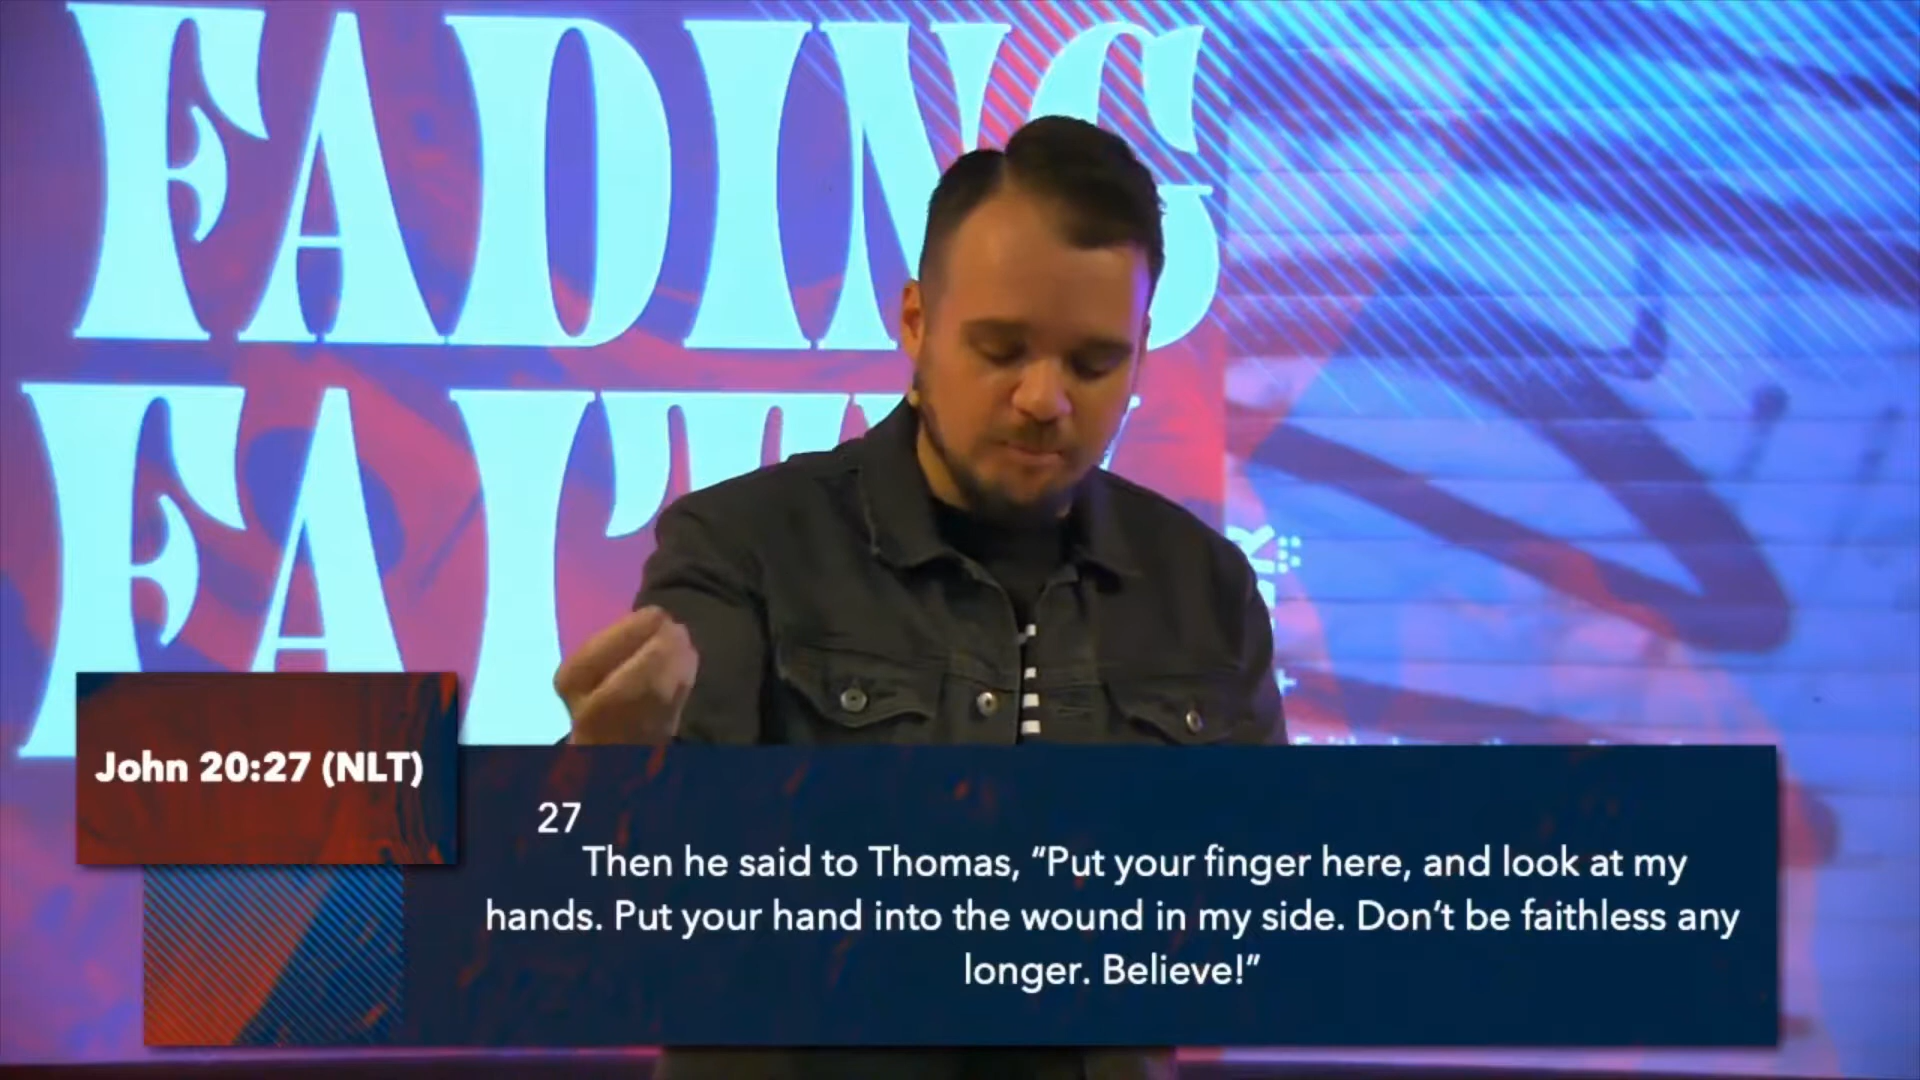 FADING
FAITH
John 20:27 (NLT)
27
Then he said to Thomas, “Put your finger here, and look at my
hands. Put your hand into the wound in my side. Don’t be faithless any
longer. Believe!”